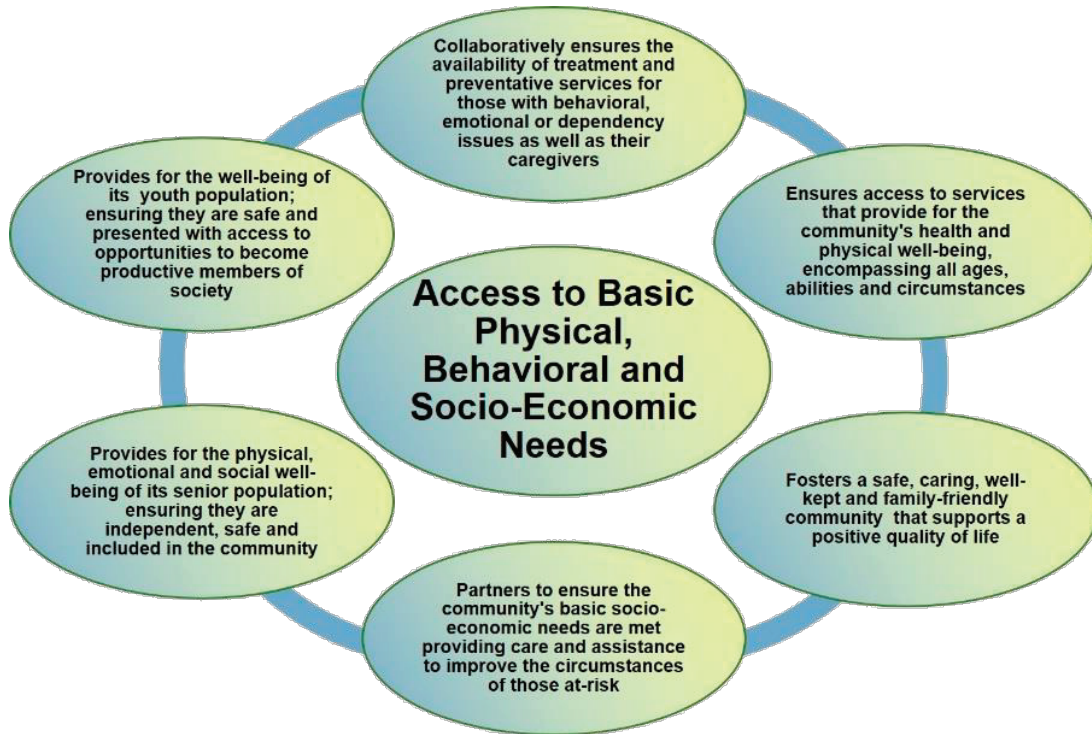 Collaboratively ensures the
availability of treatment and
preventative services for
those with behavioral,
emotional or dependency
issues as well as their
caregivers
Provides for the well-being of
its youth population;
ensuring they are safe and
presented with access to
opportunities to become
productive members of
society
Ensures access to services
that provide for the
community's health and
physical well-being,
encompassing all ages,
abilities and circumstances
Access to Basic
Physical,
Behavioral and
Socio-Economic
Needs
Provides for the physical,
emotional and social well-
being of its senior population;
ensuring they are
independent, safe and
included in the community
Fosters a safe, caring, well-
kept and family-friendly
community that supports a
positive quality of life
Partners to ensure the
community's basic socio-
economic needs are met
providing care and assistance
to improve the circumstances
of those at-risk